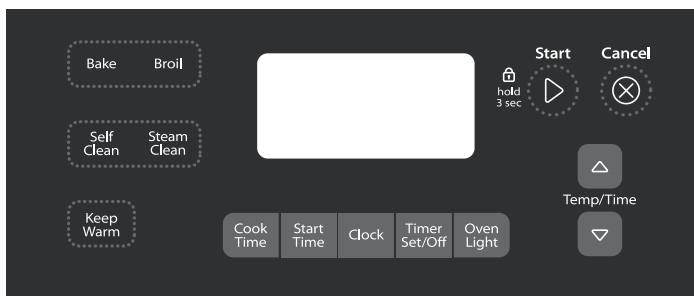 Bake Broil
Start Cancel
hold
3 sec
Self
Clean
Steam
Clean
Temp/Time
Keep
Warm
Cook
Time
Start
Time
Clock
Timer
Set/Off
Oven
Light